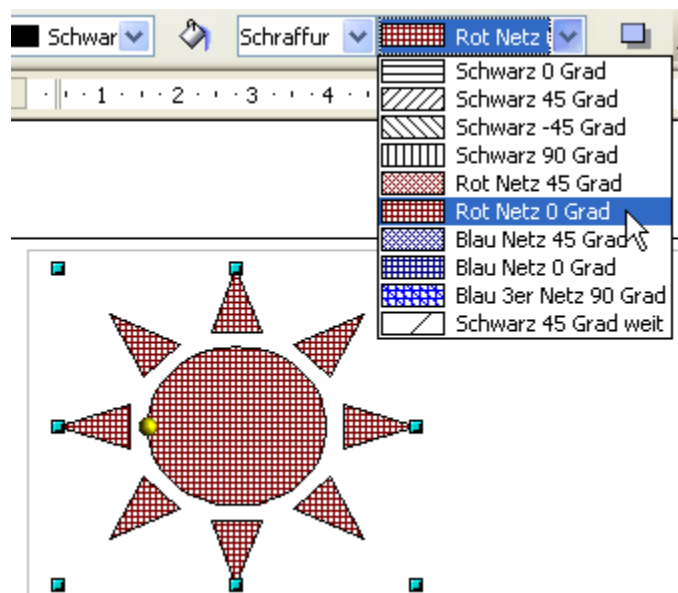 Schwar
Schraffur
Rot Netz
1 2 3 4
Schwarz 0 Grad
Schwarz 45 Grad
Schwarz -45 Grad
Schwarz 90 Grad
Rot Netz 45 Grad
Rot Netz 0 Grad
Blau Netz 45 Grad
Blau Netz 0 Grad
Blau 3er Netz 90 Grad
Schwarz 45 Grad weit